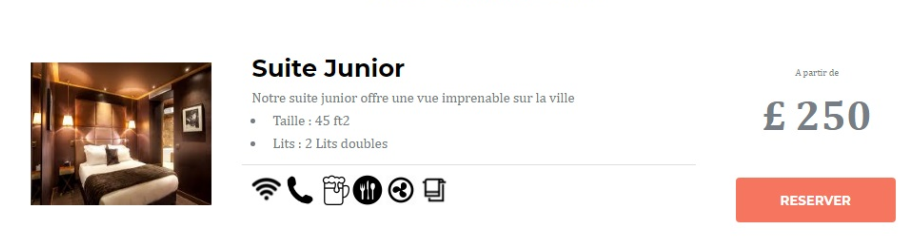 Suite Junior
Notre suite junior offre une vue imprenable sur la ville
Taille : 45 ft2
Lits : 2 Lits doubles
A partir de
£ 250
RESERVER